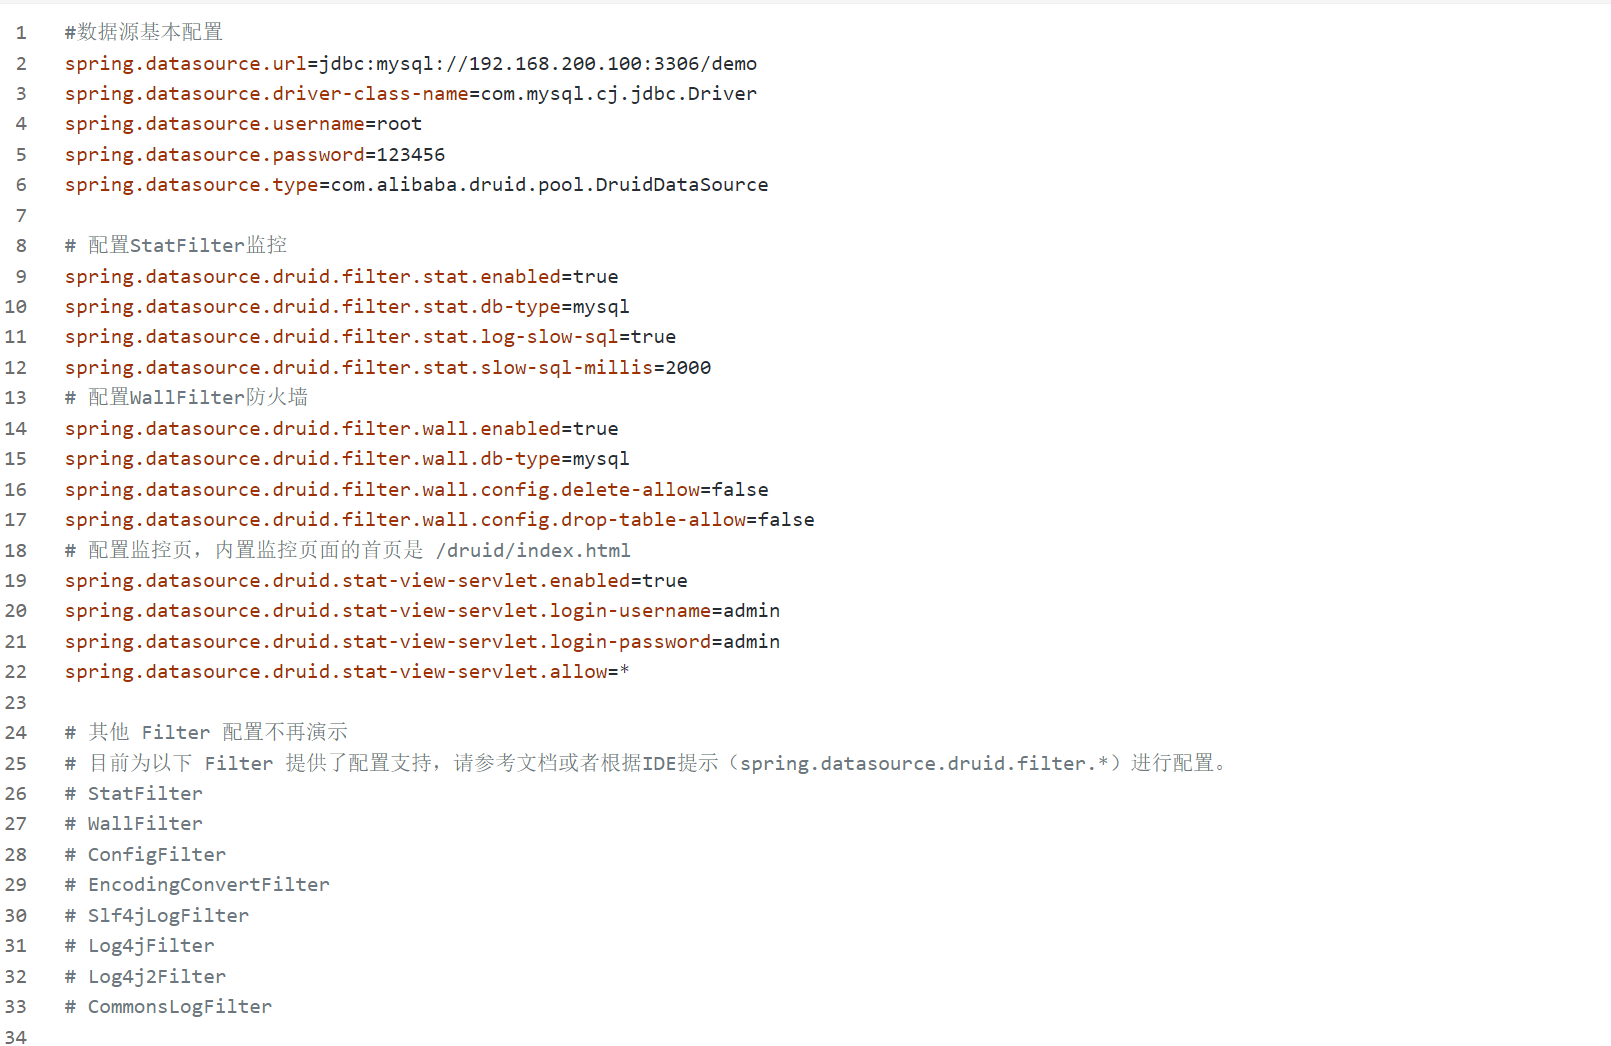 1 #数据源基本配置
2 spring.datasource.url=jdbc:mysql://192.168.200.100:3306/demo
3 spring.datasource.driver-class-name=com.mysql.cj.jdbc.Driver
4 spring.datasource.username=root
5 spring.datasource.password=123456
6 spring.datasource.type=com.alibaba.druid.pool.DruidDataSource
7
8 # 配置StatFilter监控
9 spring.datasource.druid.filter.stat.enabled=true
10 spring.datasource.druid.filter.stat.db-type=mysql
11 spring.datasource.druid.filter.stat.log-slow-sql=true
12 spring.datasource.druid.filter.stat.slow-sql-millis=2000
13 # 配置WallFilter防火墙
14 spring.datasource.druid.filter.wall.enabled=true
15 spring.datasource.druid.filter.wall.db-type=mysql
16 spring.datasource.druid.filter.wall.config.delete-allow=false
17 spring.datasource.druid.filter.wall.config.drop-table-allow=false
18 # 配置监控页，内置监控页面的首页是 /druid/index.html
19 spring.datasource.druid.stat-view-servlet.enabled=true
20 spring.datasource.druid.stat-view-servlet.login-username=admin
21 spring.datasource.druid.stat-view-servlet.login-password=admin
22 spring.datasource.druid.stat-view-servlet.allow=*
23
24 # 其他 Filter 配置不再演示
25 # 目前为以下 Filter 提供了配置支持，请参考文档或者根据IDE提示（spring.datasource.druid.filter.*）进行配置。
26 # StatFilter
27 # WallFilter
28 # ConfigFilter
29 # EncodingConvertFilter
30 # Slf4jLogFilter
31 # Log4jFilter
32 # Log4j2Filter
33 # CommonsLogFilter
34